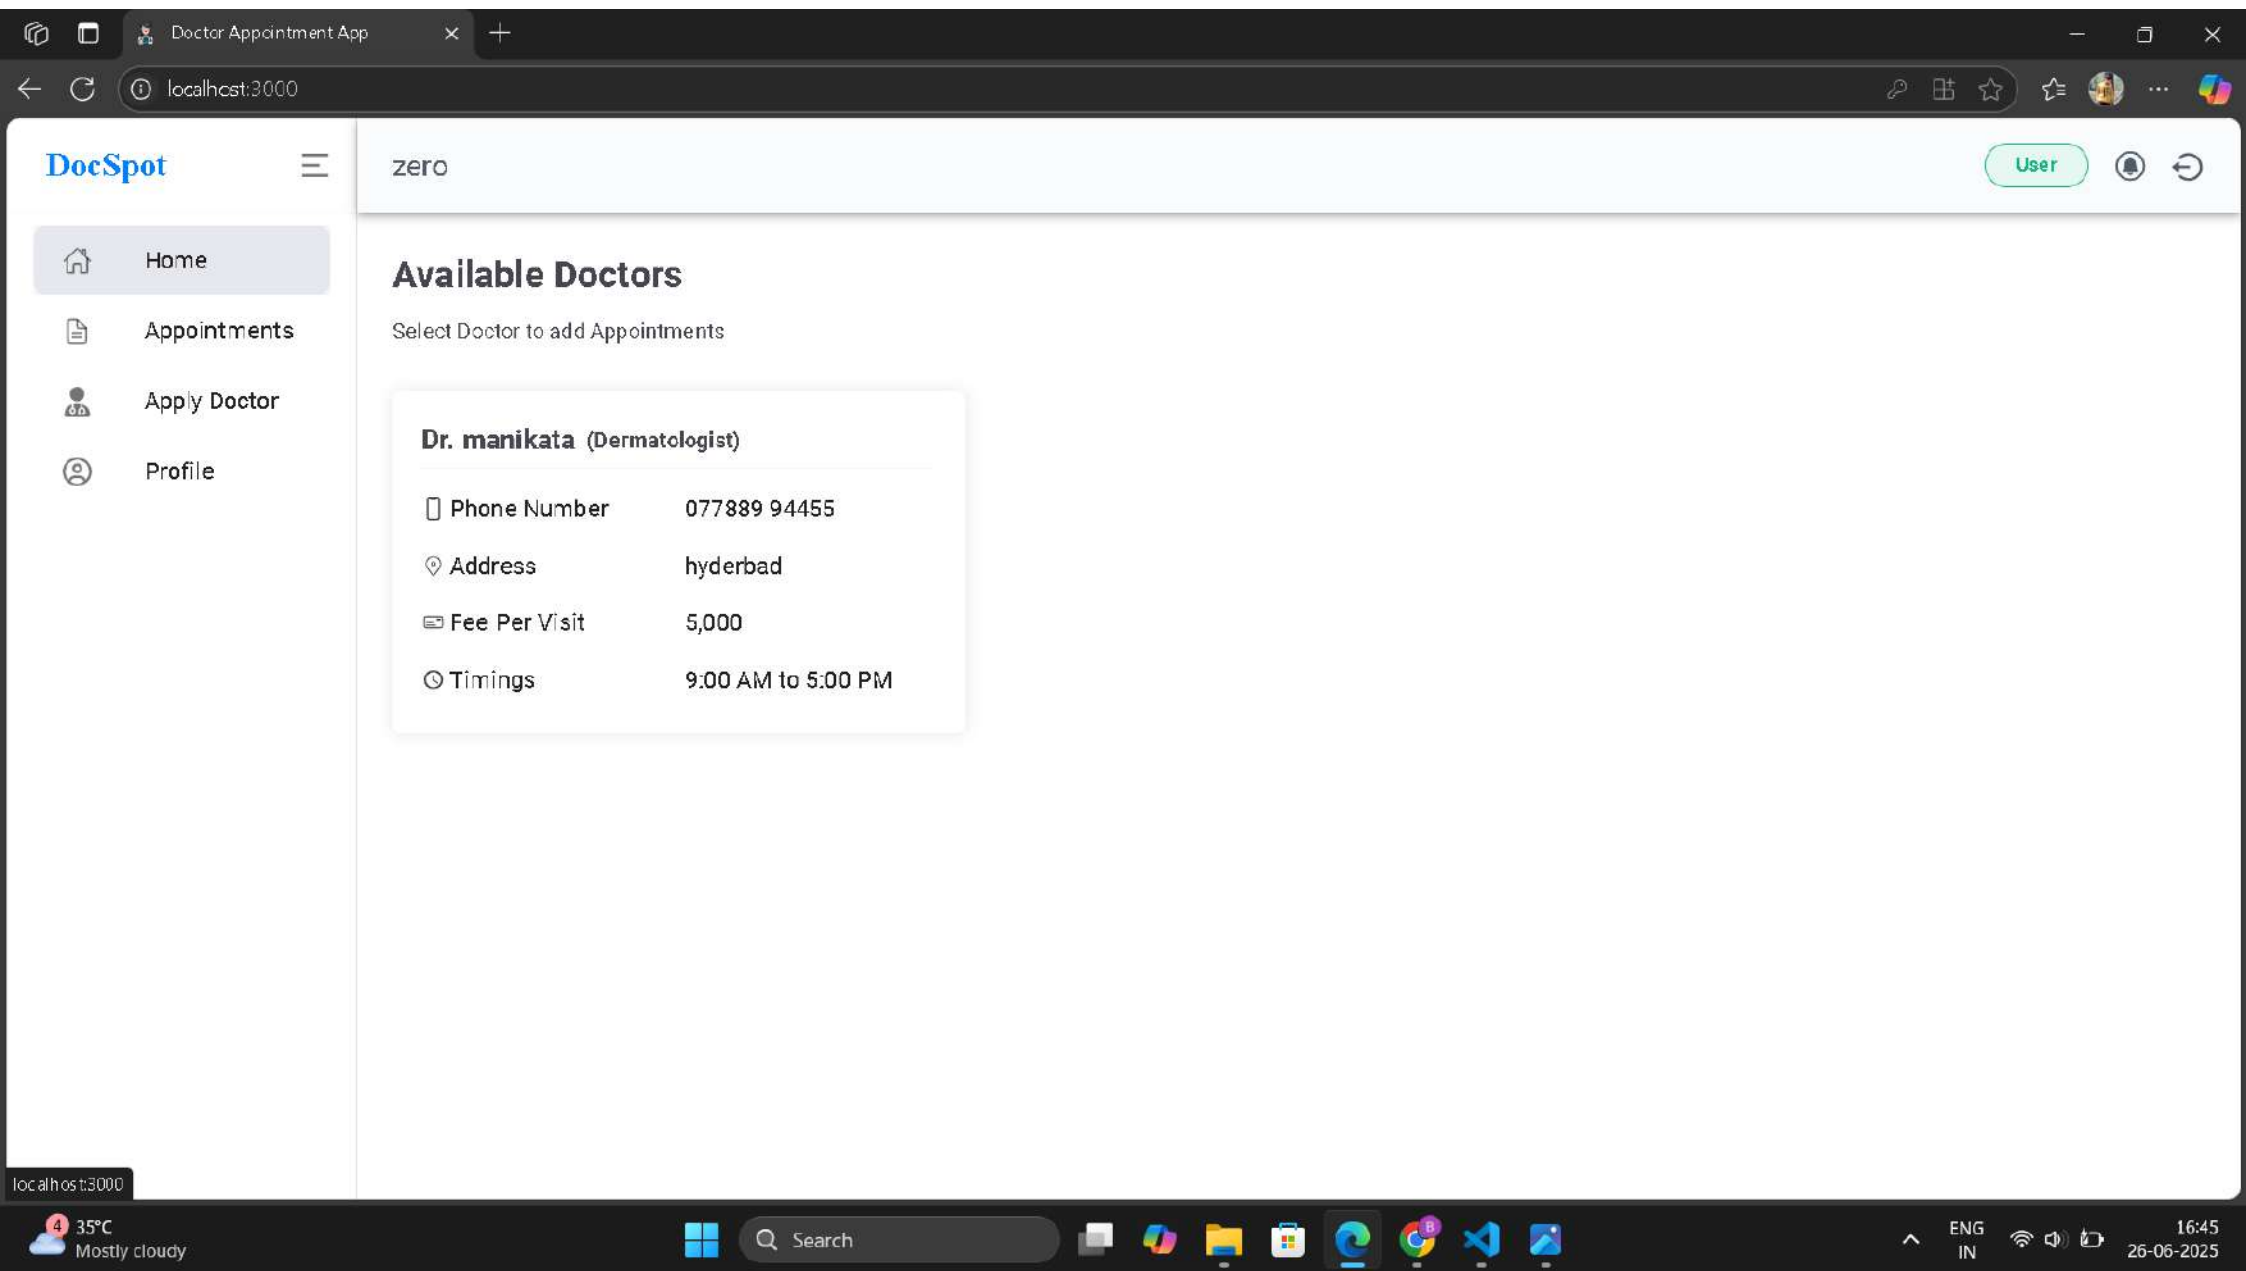 Doctor Appointment App
localhost:3000
DocSpot
zero
User
Home
Appointments
Apply Doctor
Profile
Available Doctors
Select Doctor to add Appointments
Dr. manikata (Dermatologist)
Phone Number 077889 94455
Address hyderbad
Fee Per Visit 5,000
Timings 9:00 AM to 5:00 PM
localhost:3000
4
35°C
Mostly cloudy
Search
B
ENG
IN
16:45
26-06-2025